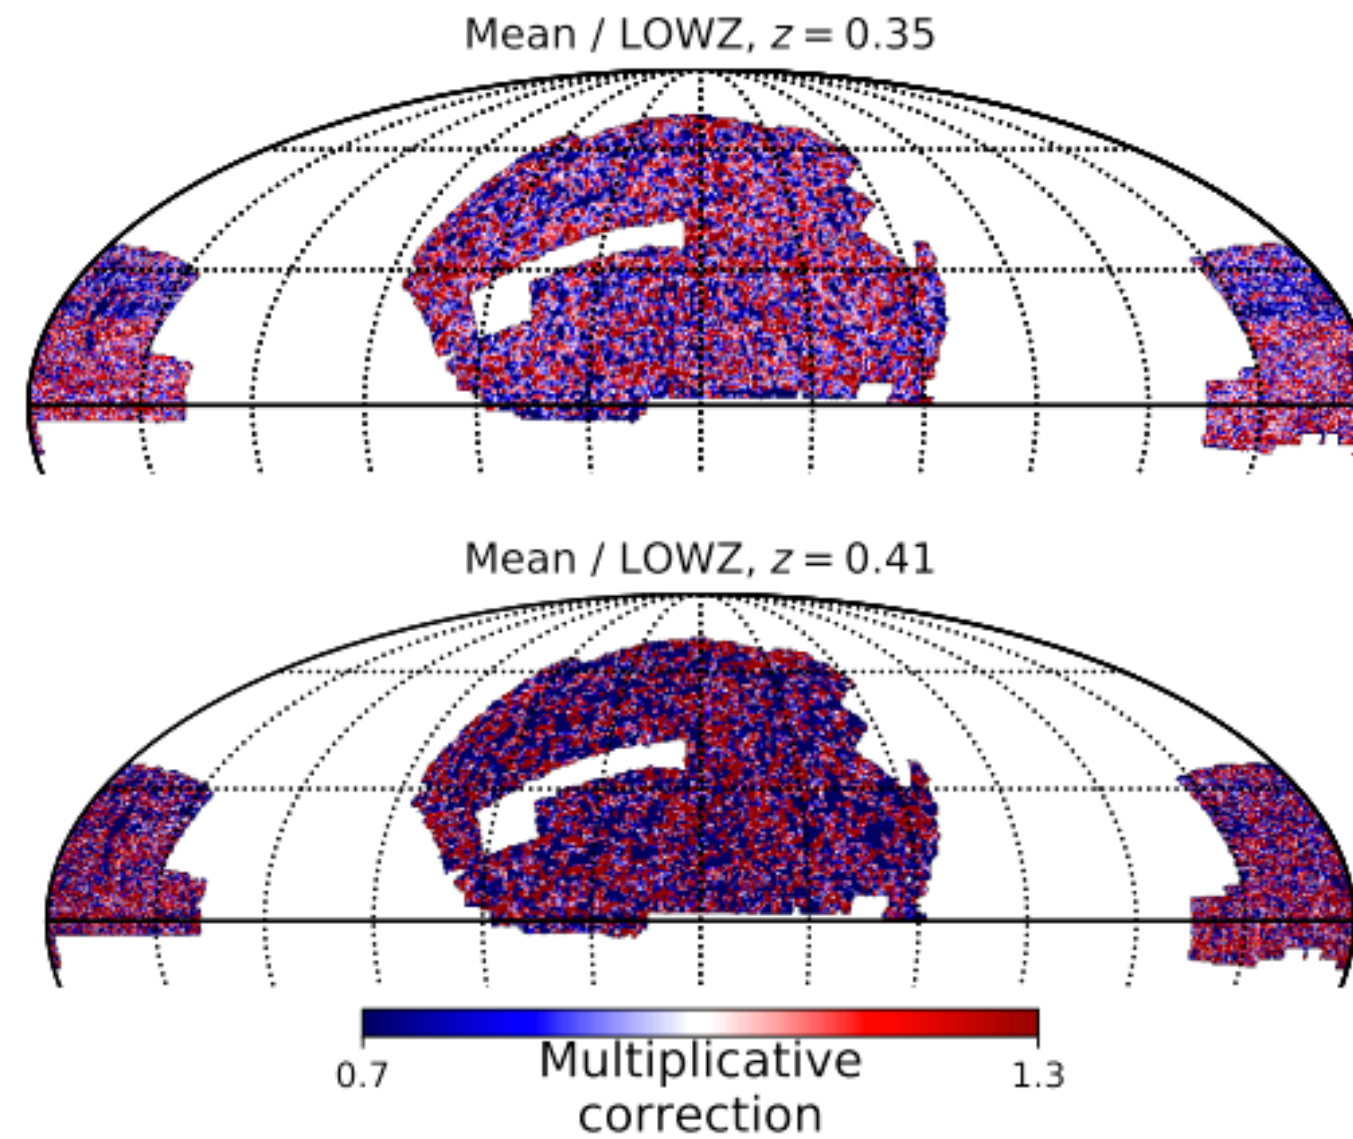 Mean / LOWZ, z = 0.35
Mean / LOWZ, z = 0.41
0.7
Multiplicative
1.3
correction